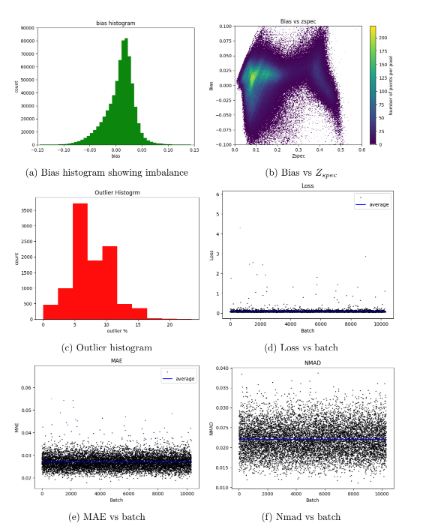 bias histogram
90000
80000
70000
60000
50000
40000
30000
20000
10000
0
count
−0.15 −0.10 −0.05 0.00 0.05 0.10 0.15
bias
(a) Bias histogram showing imbalance
Bias vs zspec
0.100
0.075
0.050
0.025
0.000
−0.025
−0.050
−0.075
−0.100
Bias
0.0 0.1 0.2 0.3 0.4 0.5 0.6
Zspec
200
175
150
125
100
75
50
25
0
Number of points per pixel
(b) Bias vs Zspec
Outlier Histogrm
3500
3000
2500
2000
1500
1000
500
0
count
0 5 10 15 20
outlier %
(c) Outlier histogram
Loss
6
5
4
3
2
1
0
Loss
average
0 2000 4000 6000 8000 10000
Batch
(d) Loss vs batch
MAE
0.06
0.05
0.04
0.03
0.02
MAE
average
0 2000 4000 6000 8000 10000
Batch
(e) MAE vs batch
NMAD
0.040
0.035
0.030
0.025
0.020
0.015
0.010
NMAD
0 2000 4000 6000 8000 10000
Batch
(f) Nmad vs batch